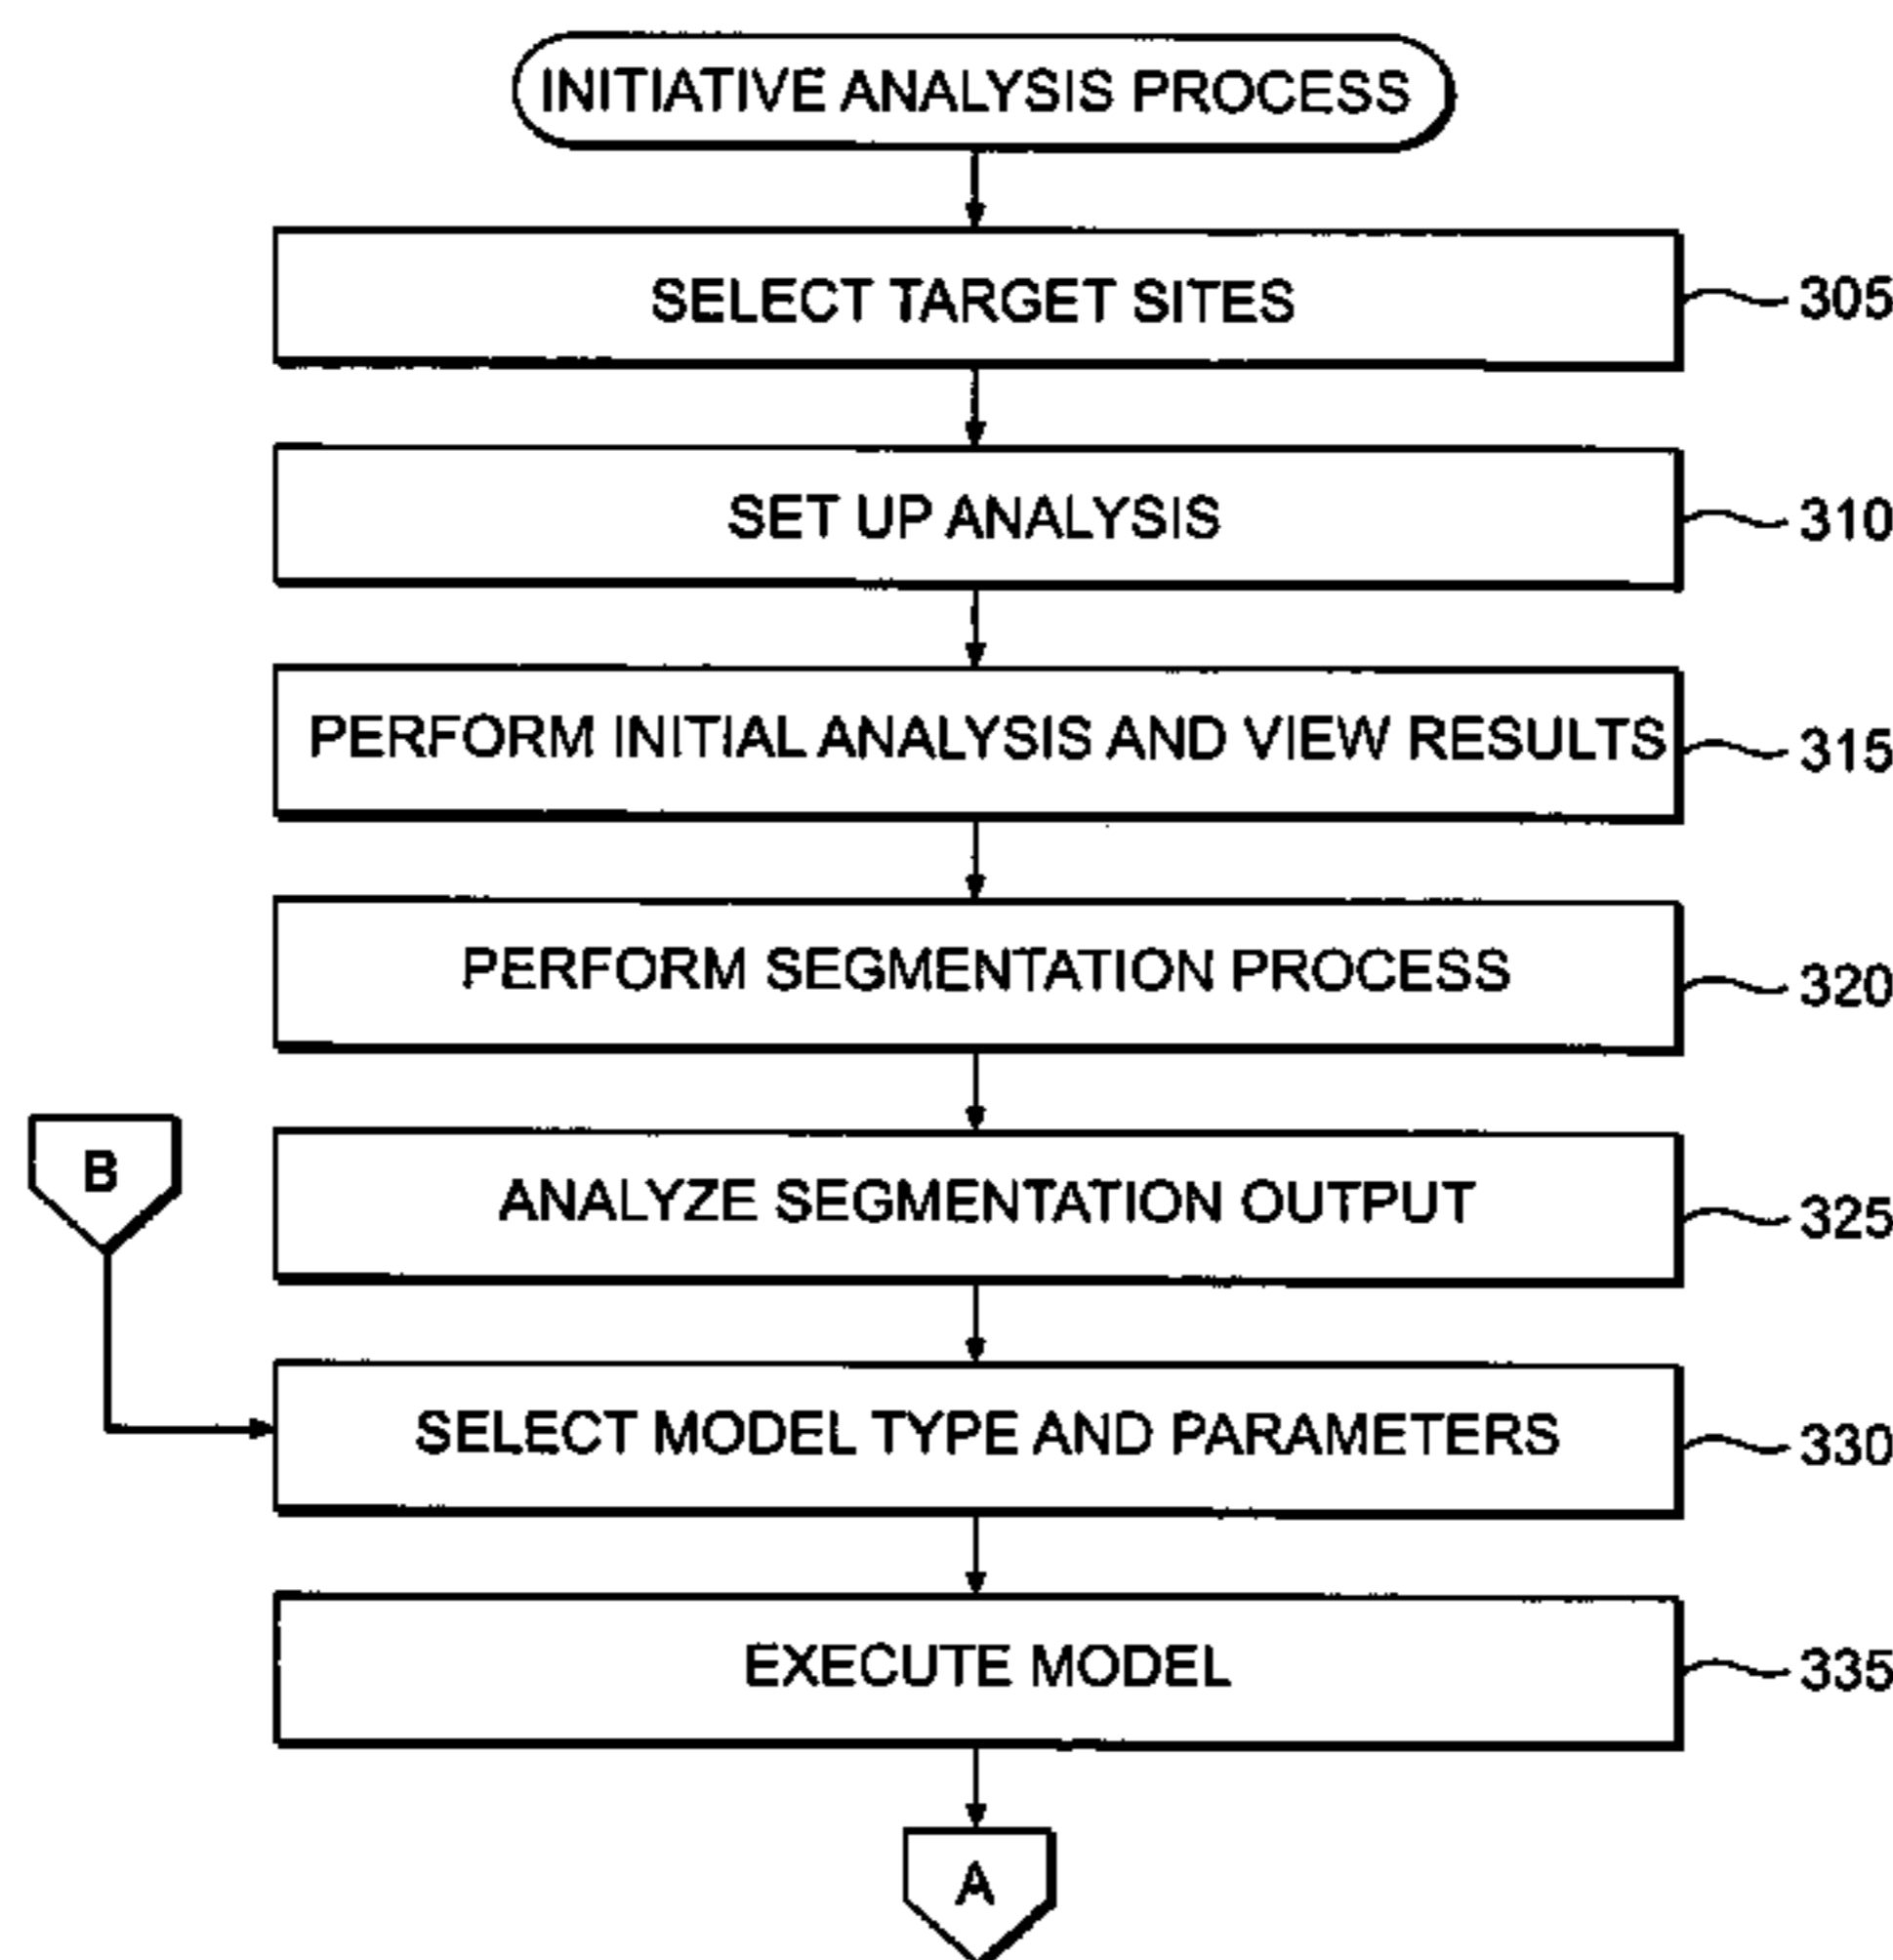 INITIATIVE ANALYSIS PROCESS
SELECT TARGET SITES
305
SET UP ANALYSIS
310
PERFORM INITIAL ANALYSIS AND VIEW RESULTS
315
PERFORM SEGMENTATION PROCESS
320
B
ANALYZE SEGMENTATION OUTPUT
325
SELECT MODEL TYPE AND PARAMETERS
330
EXECUTE MODEL
335
A